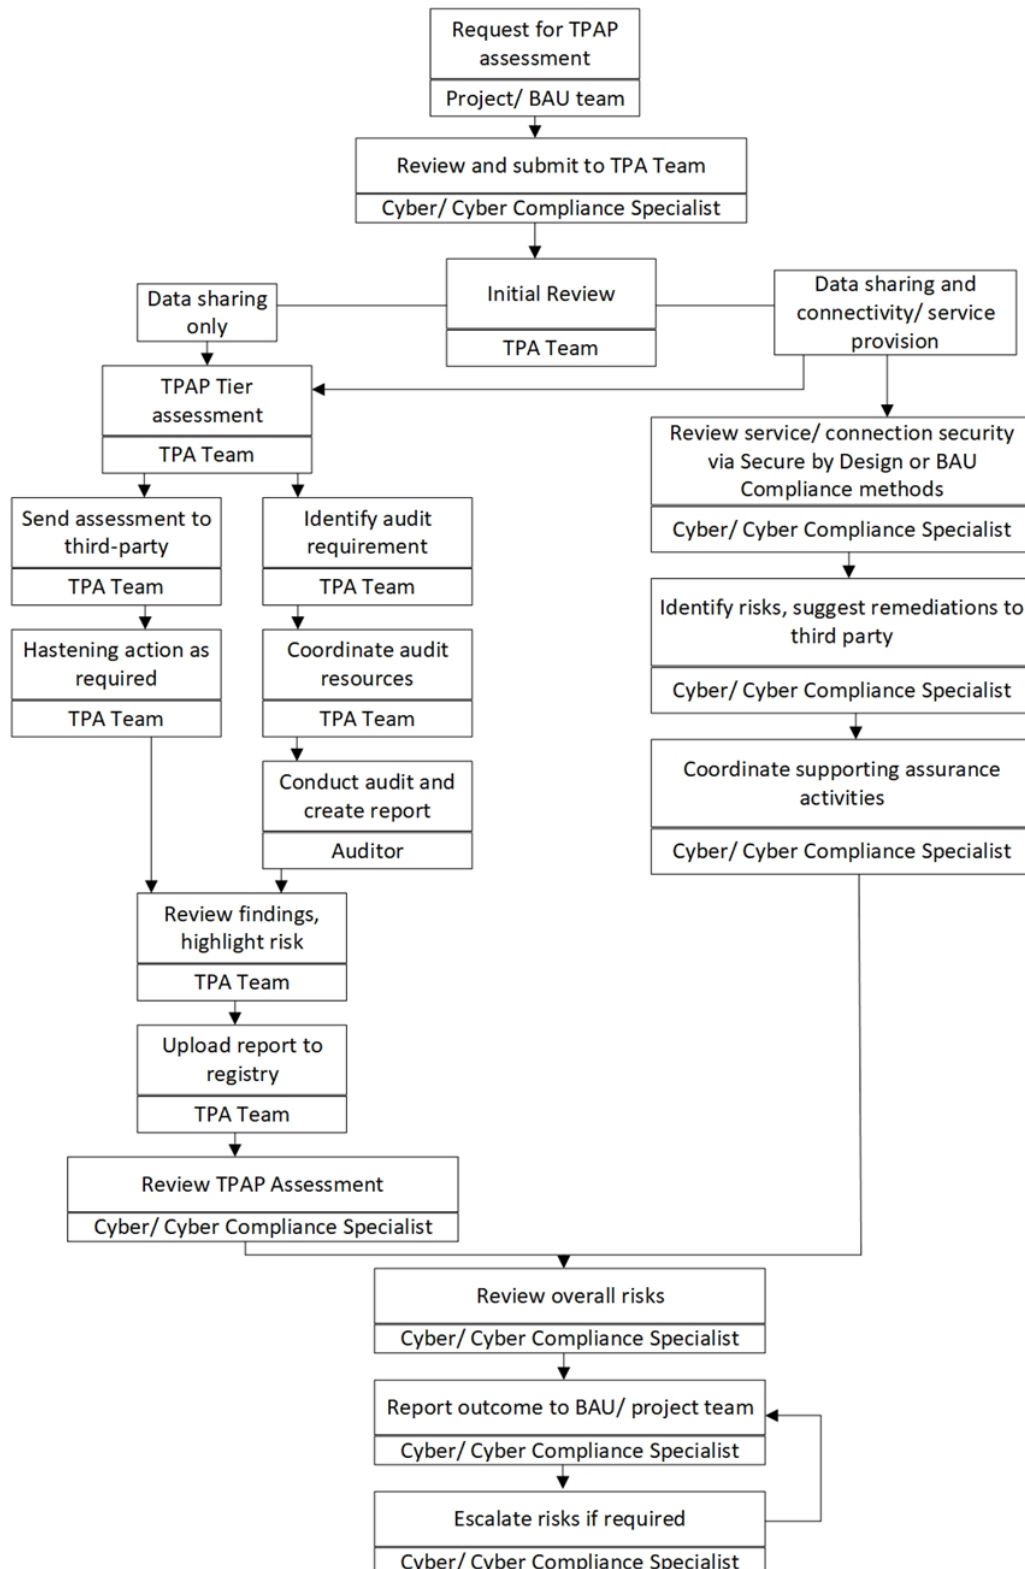 Request for TPAP
assessment
Project/ BAU team
Review and submit to TPA Team
Cyber/ Cyber Compliance Specialist
Initial Review
TPA Team
Data sharing
only
Data sharing and
connectivity/ service
provision
TPAP Tier
assessment
TPA Team
Review service/ connection security
via Secure by Design or BAU
Compliance methods
Cyber/ Cyber Compliance Specialist
Send assessment to
third-party
TPA Team
Identify audit
requirement
TPA Team
Identify risks, suggest remediations to
third party
Cyber/ Cyber Compliance Specialist
Hastening action as
required
TPA Team
Coordinate audit
resources
TPA Team
Coordinate supporting assurance
activities
Cyber/ Cyber Compliance Specialist
Conduct audit and
create report
Auditor
Review findings,
highlight risk
TPA Team
Upload report to
registry
TPA Team
Review TPAP Assessment
Cyber/ Cyber Compliance Specialist
Review overall risks
Cyber/ Cyber Compliance Specialist
Report outcome to BAU/ project team
Cyber/ Cyber Compliance Specialist
Escalate risks if required
Cyber/ Cyber Compliance Specialist